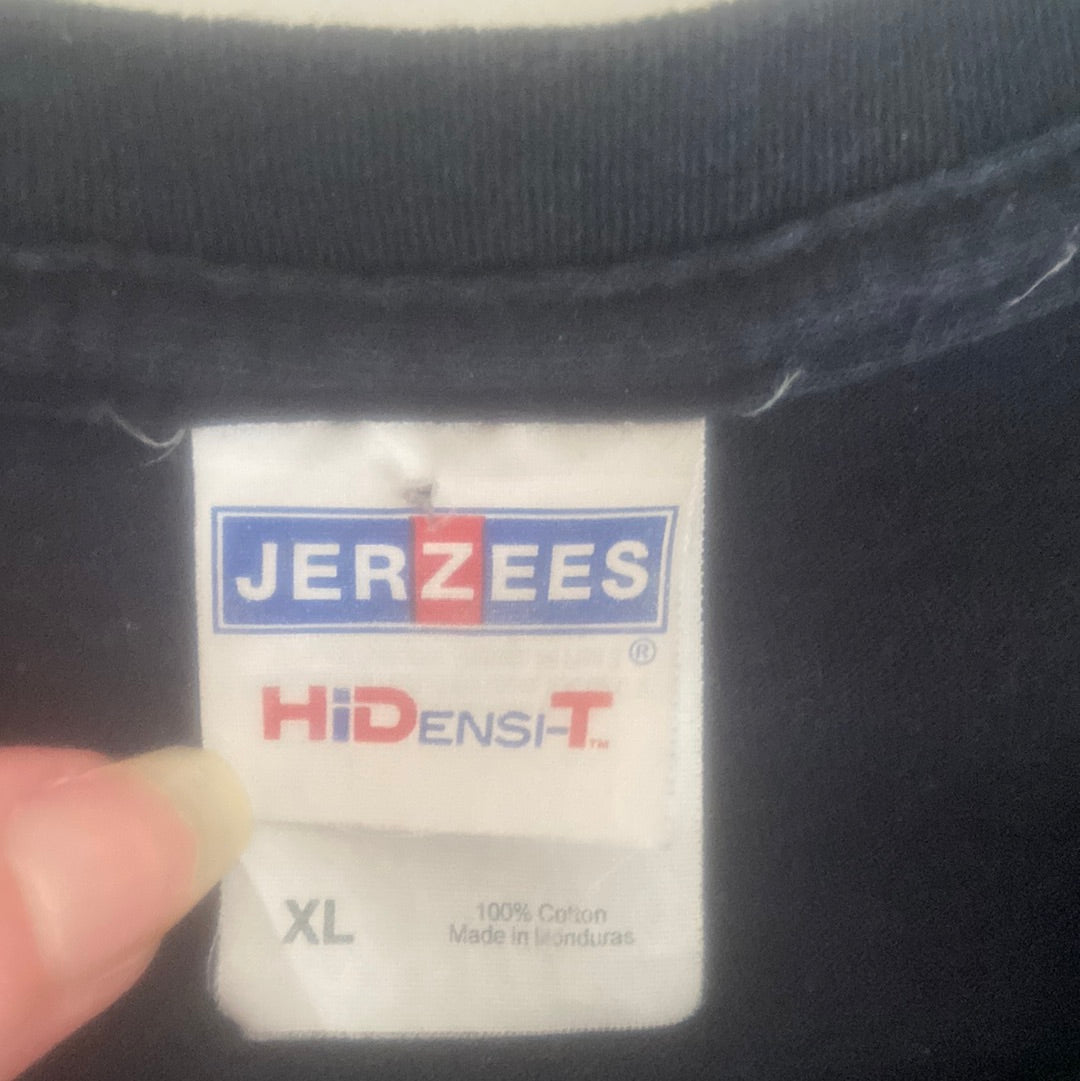 JERZEES
®
HiDENSI-T™
XL
100% Cotton
Made in Honduras